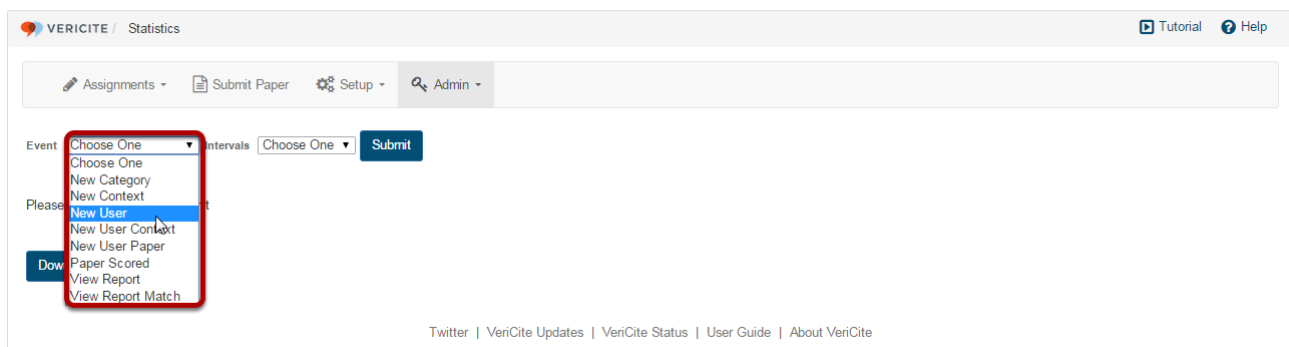 VERICITE / Statistics Tutorial Help
Assignments Submit Paper Setup Admin
Event Choose One Intervals Choose One Submit
Choose One
New Category
New Context
Please
New User
New User Context
New User Paper
Paper Scored
View Report
View Report Match
Twitter | VeriCite Updates | VeriCite Status | User Guide | About VeriCite